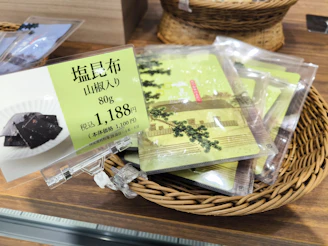 塩昆布
山椒入り
80g
税込1,188円
(本体価格 1,100円)